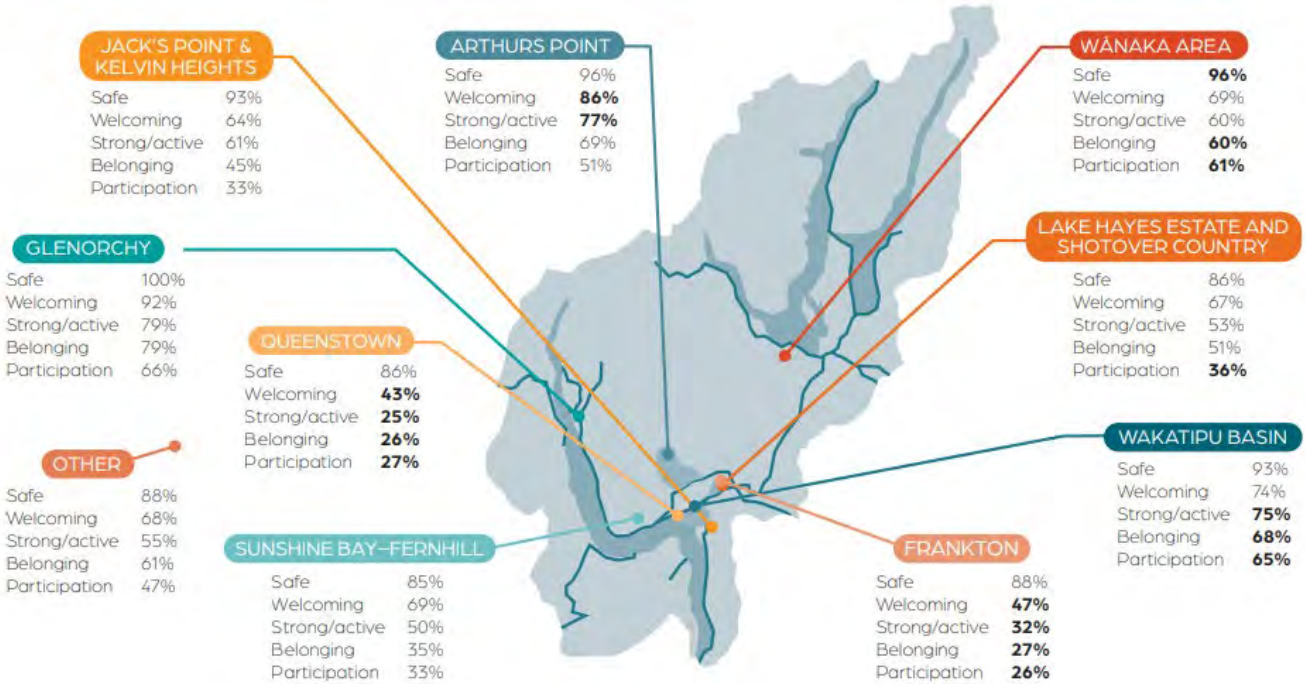 JACK'S POINT &
KELVIN HEIGHTS
Safe 93%
Welcoming 64%
Strong/active 61%
Belonging 45%
Participation 33%
ARTHURS POINT
Safe 96%
Welcoming 86%
Strong/active 77%
Belonging 69%
Participation 51%
WĀNAKA AREA
Safe 96%
Welcoming 69%
Strong/active 60%
Belonging 60%
Participation 61%
GLENORCHY
Safe 100%
Welcoming 92%
Strong/active 79%
Belonging 79%
Participation 66%
QUEENSTOWN
Safe 86%
Welcoming 43%
Strong/active 25%
Belonging 26%
Participation 27%
LAKE HAYES ESTATE AND
SHOTOVER COUNTRY
Safe 86%
Welcoming 67%
Strong/active 53%
Belonging 51%
Participation 36%
OTHER
Safe 88%
Welcoming 68%
Strong/active 55%
Belonging 61%
Participation 47%
SUNSHINE BAY–FERNHILL
Safe 85%
Welcoming 69%
Strong/active 50%
Belonging 35%
Participation 33%
FRANKTON
Safe 88%
Welcoming 47%
Strong/active 32%
Belonging 27%
Participation 26%
WAKATIPU BASIN
Safe 93%
Welcoming 74%
Strong/active 75%
Belonging 68%
Participation 65%